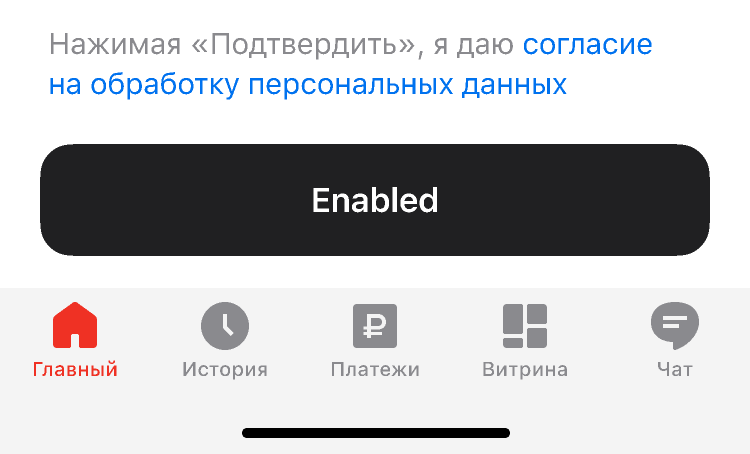 Нажимая «Подтвердить», я даю согласие
на обработку персональных данных
Enabled
Главный История Платежи Витрина Чат